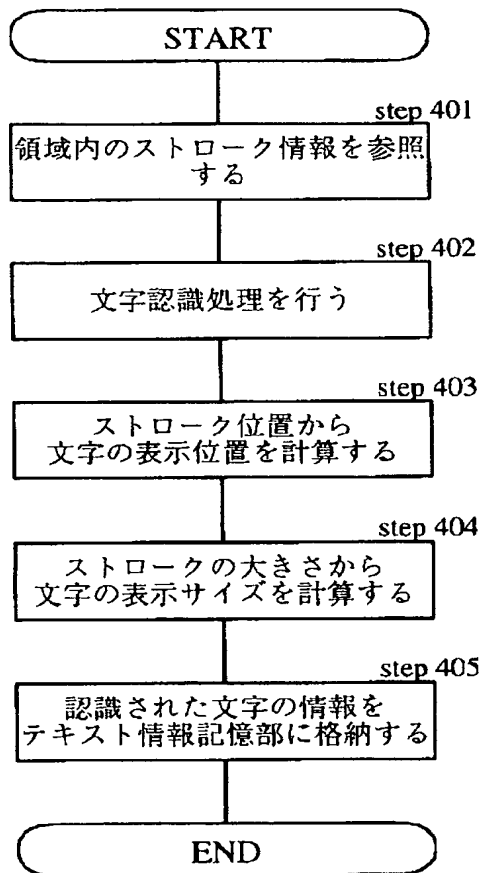 START
step 401
領域内のストローク情報を参照
する
step 402
文字認識処理を行う
step 403
ストローク位置から
文字の表示位置を計算する
step 404
ストロークの大きさから
文字の表示サイズを計算する
step 405
認識された文字の情報を
テキスト情報記憶部に格納する
END